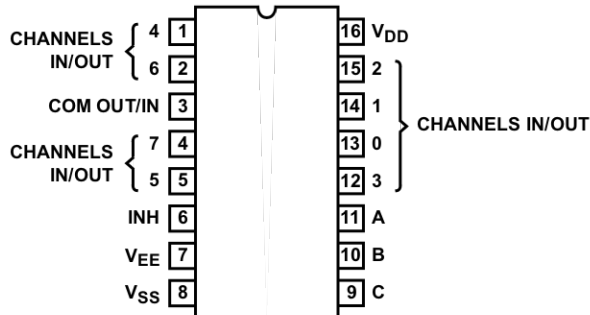 CHANNELS IN/OUT
4 1
6 2
COM OUT/IN 3
CHANNELS IN/OUT
7 4
5 5
INH 6
VEE 7
VSS 8
16 VDD
15 2
14 1
13 0
12 3
CHANNELS IN/OUT
11 A
10 B
9 C